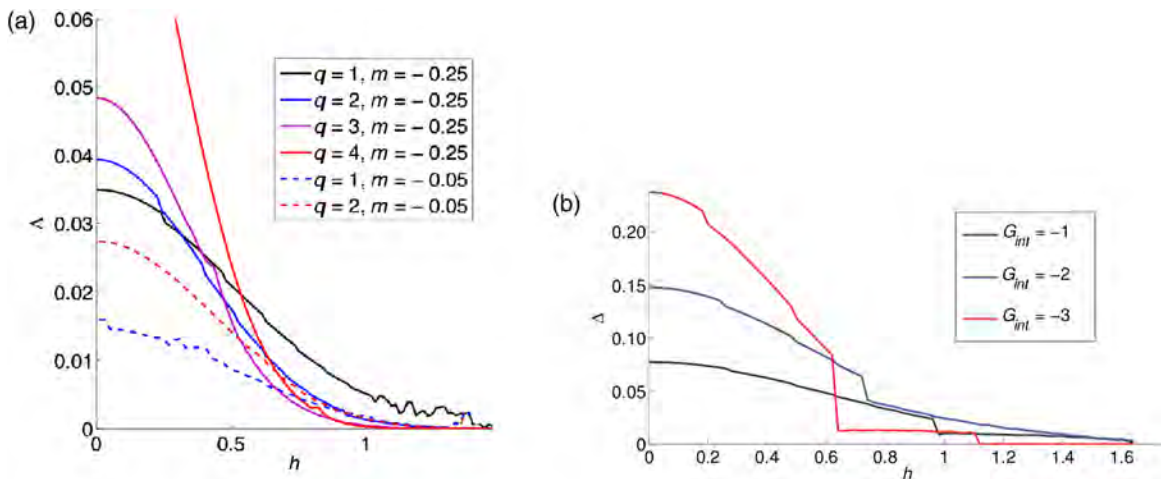 (a)
0.06
0.05
0.04
0.03
0.02
0.01
0
Λ
q = 1, m = − 0.25
q = 2, m = − 0.25
q = 3, m = − 0.25
q = 4, m = − 0.25
q = 1, m = − 0.05
q = 2, m = − 0.05
0 0.5 1
h
(b)
0.20
0.15
0.10
0.05
0
Δ
G_int = −1
G_int = −2
G_int = −3
0 0.2 0.4 0.6 0.8 1 1.2 1.4 1.6
h